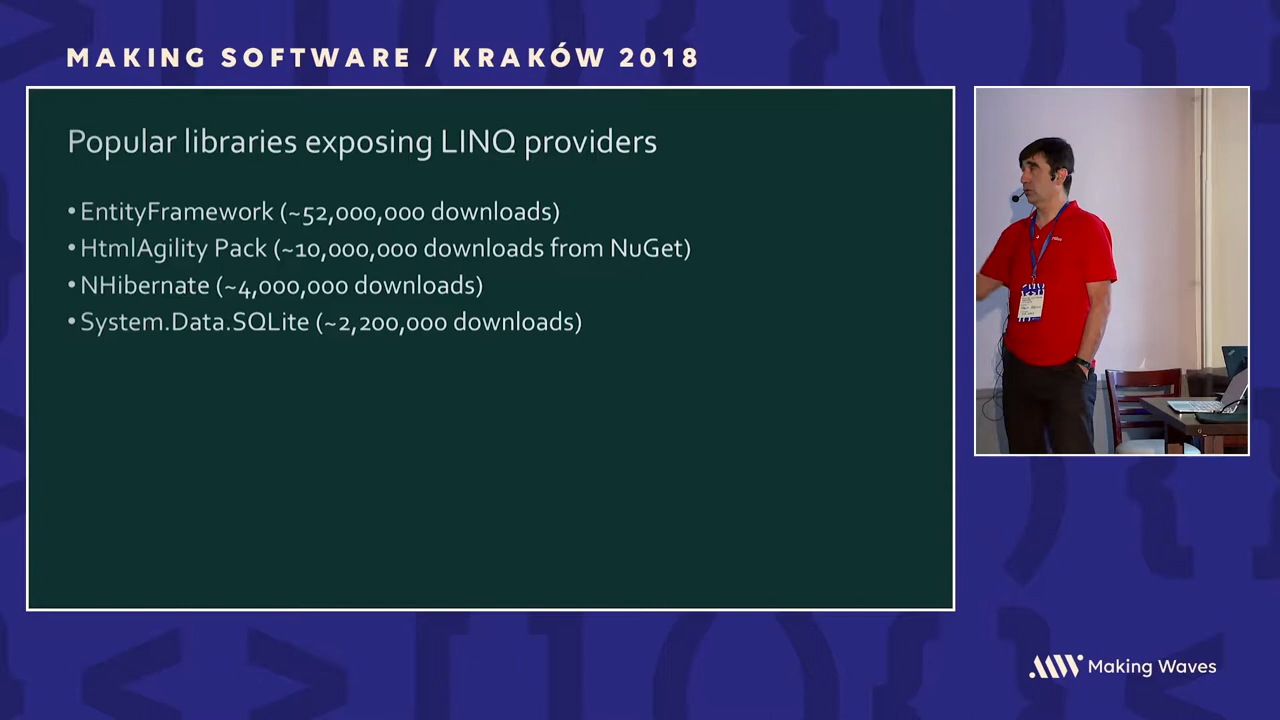 MAKING SOFTWARE / KRAKÓW 2018
Popular libraries exposing LINQ providers
• EntityFramework (~52,000,000 downloads)
• HtmlAgility Pack (~10,000,000 downloads from NuGet)
• NHibernate (~4,000,000 downloads)
• System.Data.SQLite (~2,200,000 downloads)
Making Waves